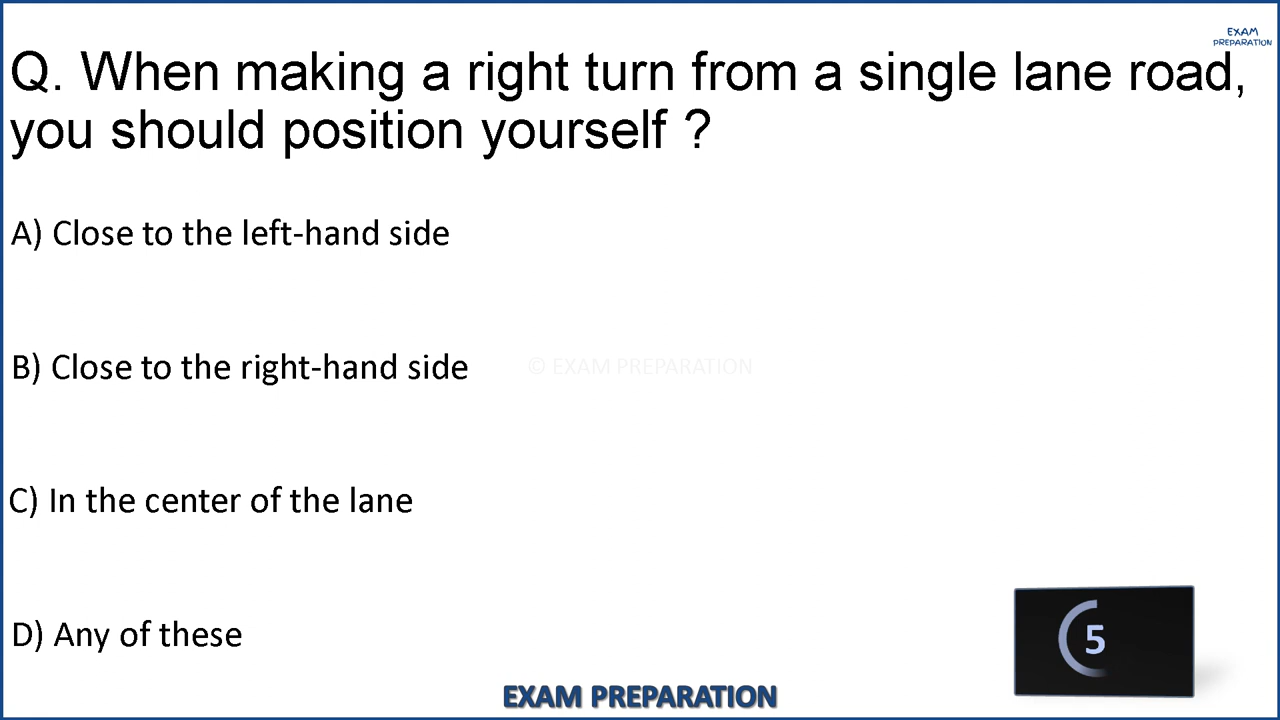 EXAM
PREPARATION
Q. When making a right turn from a single lane road,
you should position yourself ?
A) Close to the left-hand side
B) Close to the right-hand side
© EXAM PREPARATION
C) In the center of the lane
D) Any of these
5
EXAM PREPARATION